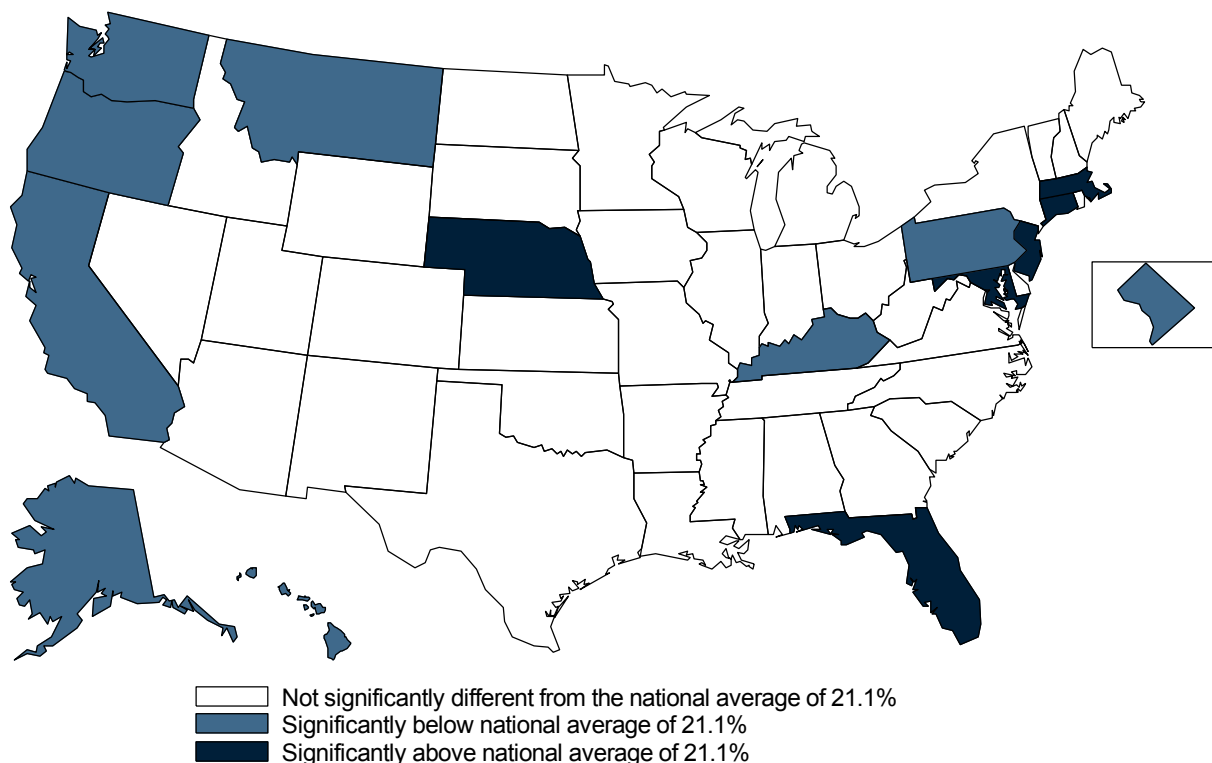 Not significantly different from the national average of 21.1%
Significantly below national average of 21.1%
Significantly above national average of 21.1%